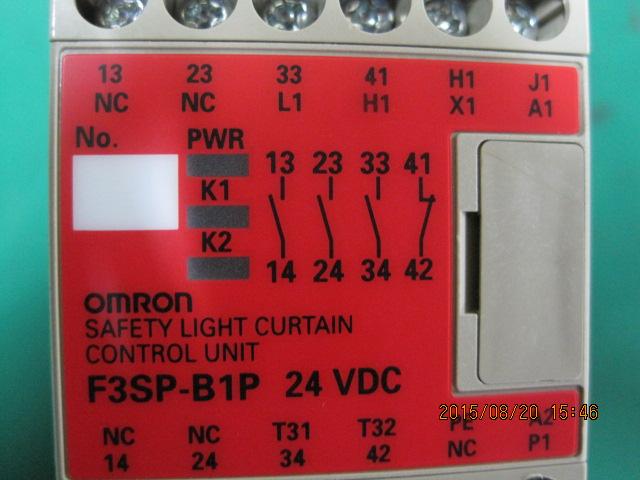 13 23 33 41 H1 J1
NC NC L1 H1 X1 A1
No. PWR
13 23 33 41
K1
K2
14 24 34 42
OMRON
SAFETY LIGHT CURTAIN
CONTROL UNIT
F3SP-B1P 24 VDC
2015/08/20 15:46
NC NC T31 T32 PE A2
14 24 34 42 NC P1